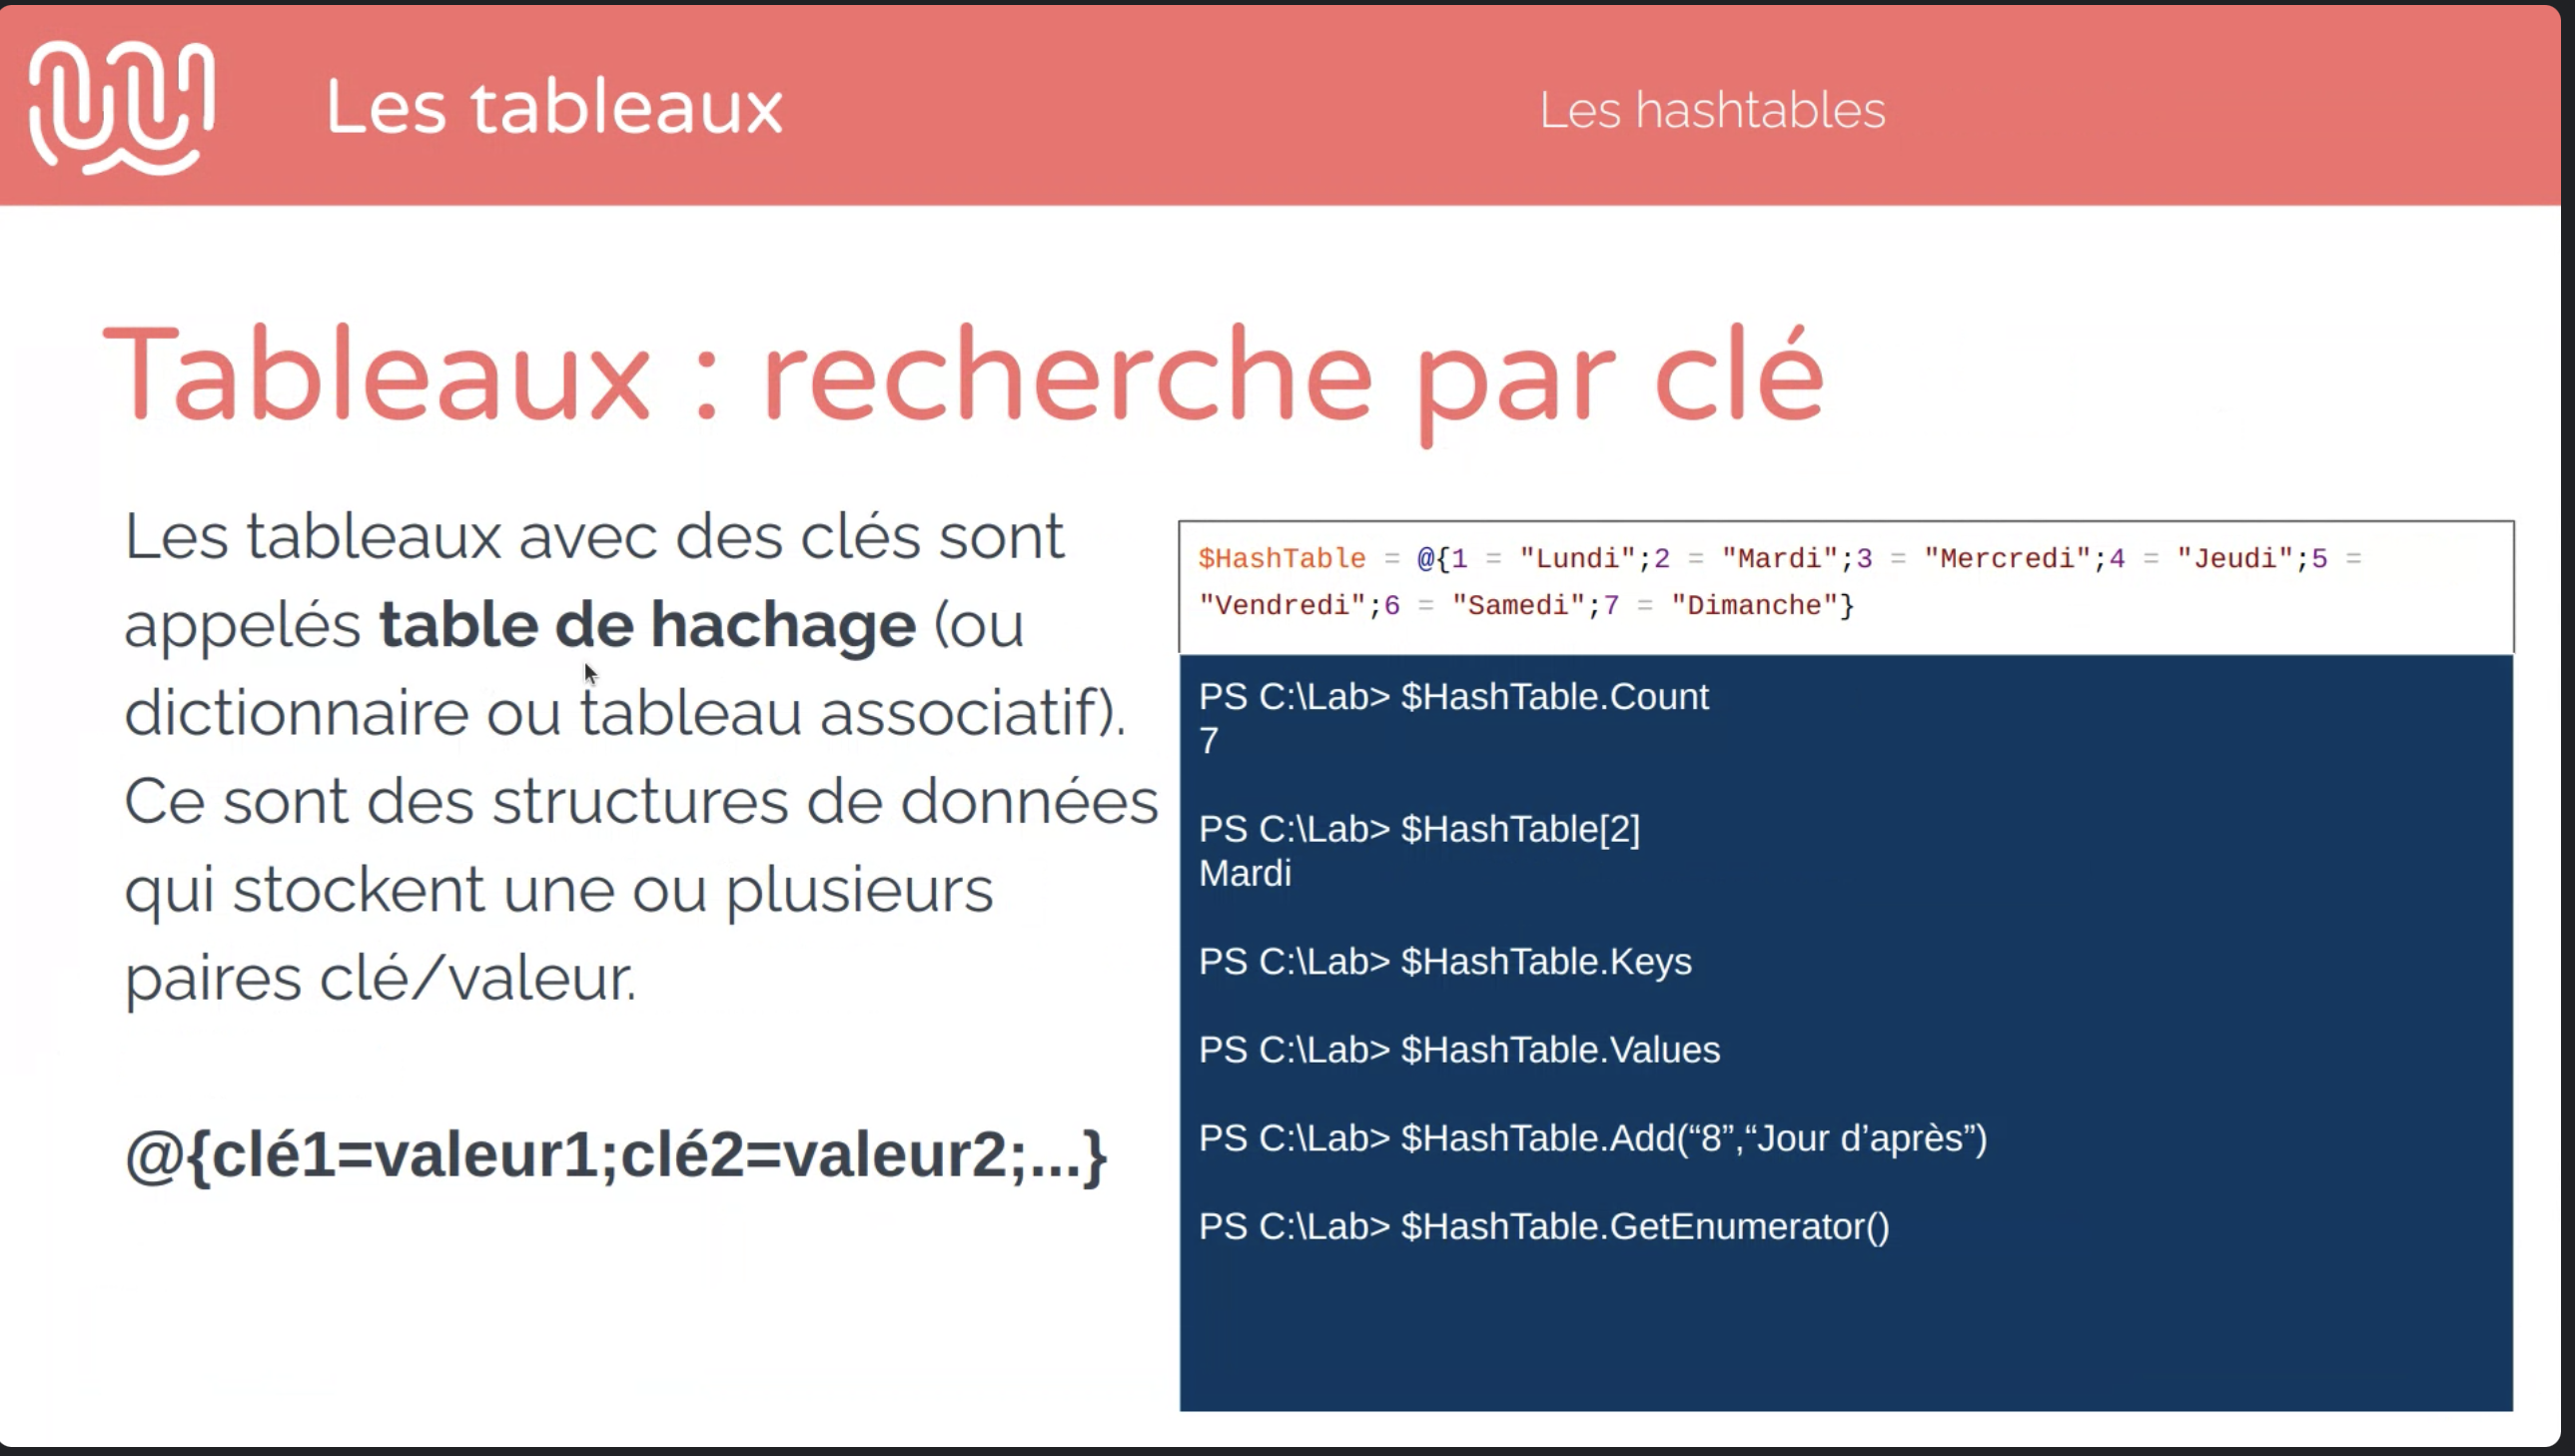 Les tableaux
Les hashtables
Tableaux : recherche par clé
Les tableaux avec des clés sont
appelés table de hachage (ou
dictionnaire ou tableau associatif).
Ce sont des structures de données
qui stockent une ou plusieurs
paires clé/valeur.
@{clé1=valeur1;clé2=valeur2;...}
$HashTable = @{1 = "Lundi";2 = "Mardi";3 = "Mercredi";4 = "Jeudi";5 =
"Vendredi";6 = "Samedi";7 = "Dimanche"}
PS C:\Lab> $HashTable.Count
7
PS C:\Lab> $HashTable[2]
Mardi
PS C:\Lab> $HashTable.Keys
PS C:\Lab> $HashTable.Values
PS C:\Lab> $HashTable.Add(“8”,“Jour d’après”)
PS C:\Lab> $HashTable.GetEnumerator()